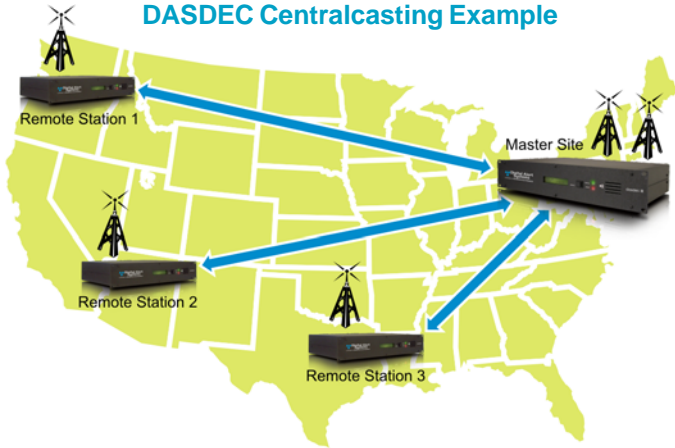 DASDEC Centralcasting Example
Remote Station 1
Master Site
Remote Station 2
Remote Station 3